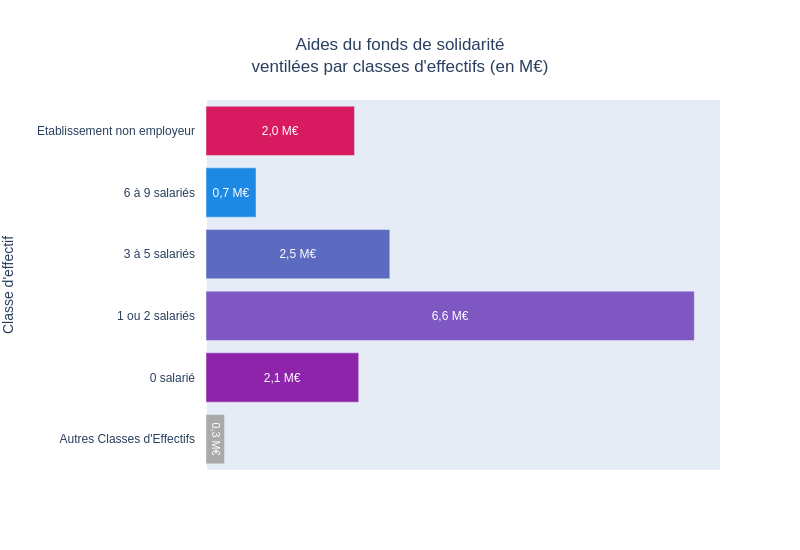 Aides du fonds de solidarité
ventilées par classes d'effectifs (en M€)
Classe d'effectif
Etablissement non employeur
2,0 M€
6 à 9 salariés
0,7 M€
3 à 5 salariés
2,5 M€
1 ou 2 salariés
6,6 M€
0 salarié
2,1 M€
Autres Classes d'Effectifs
0,3 M€